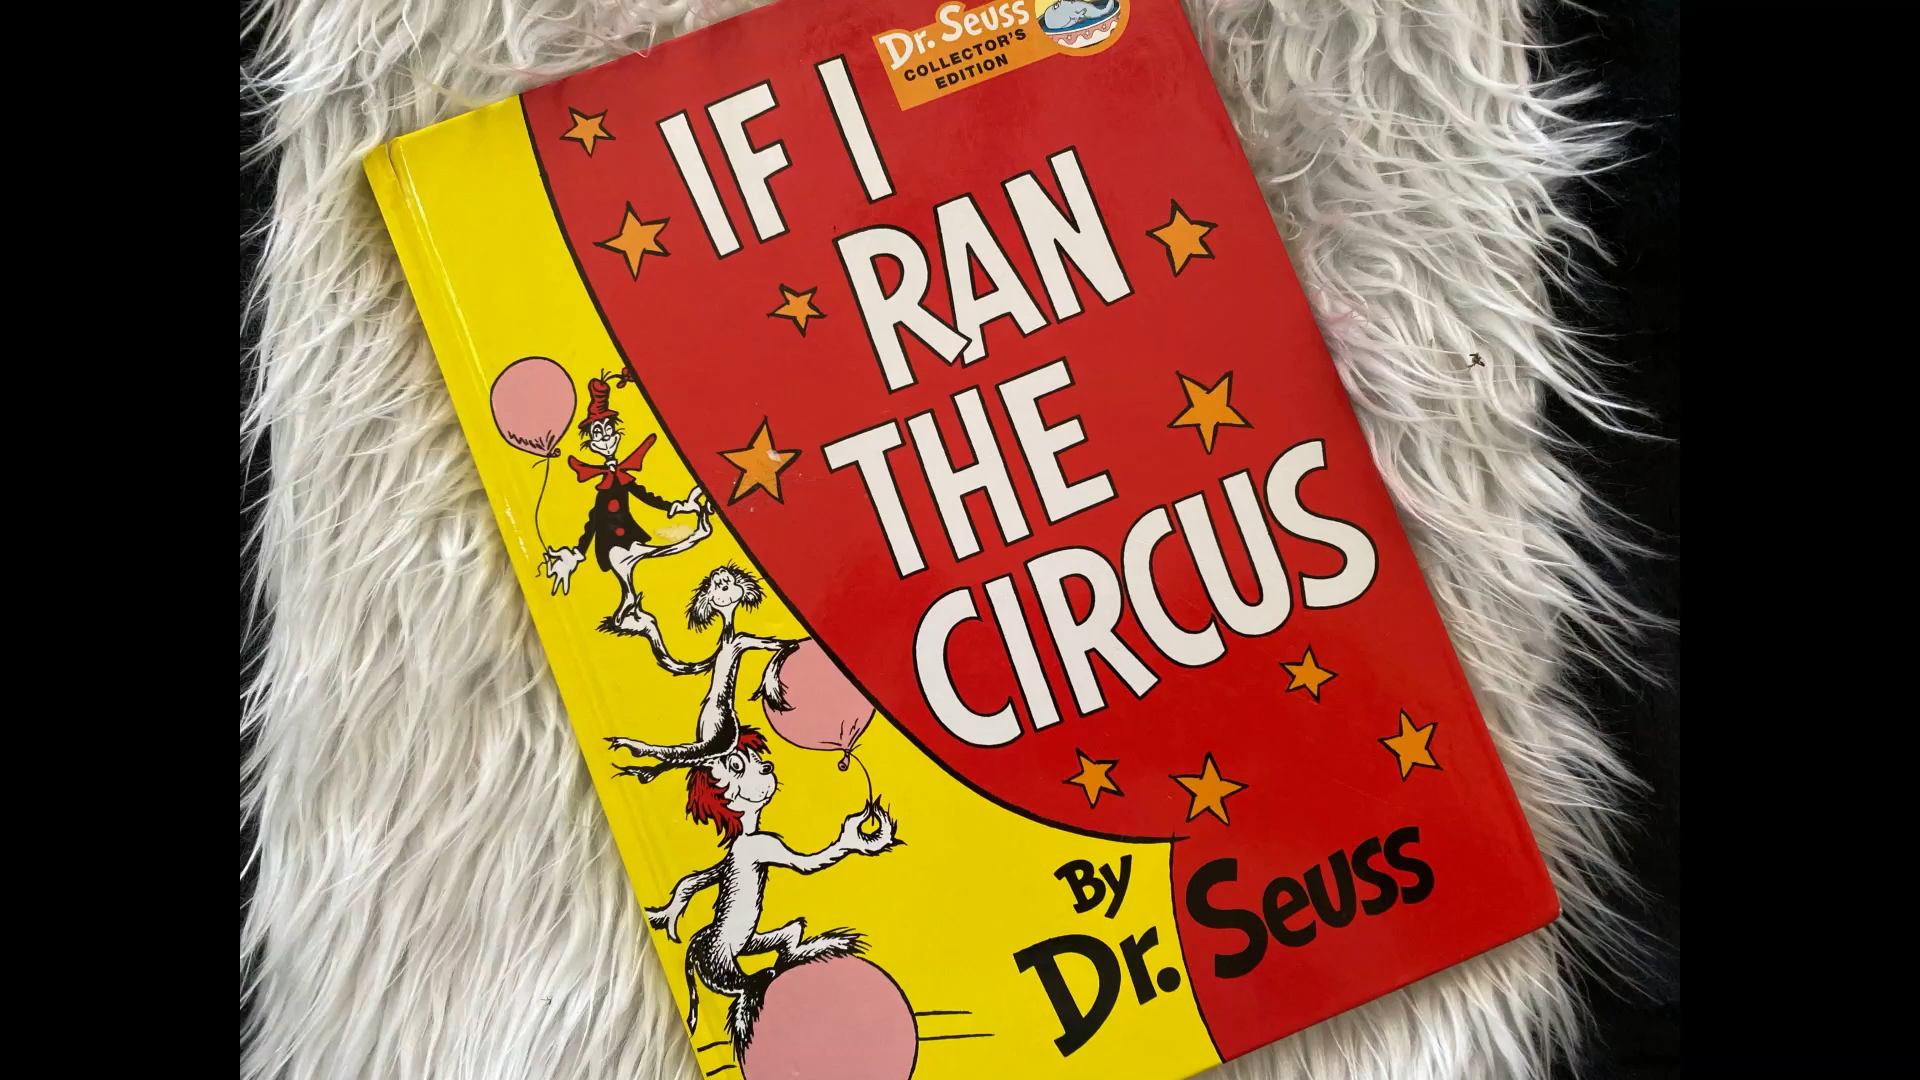 Dr. Seuss
COLLECTOR'S
EDITION
IF I
RAN
THE
CIRCUS
By
Dr. Seuss